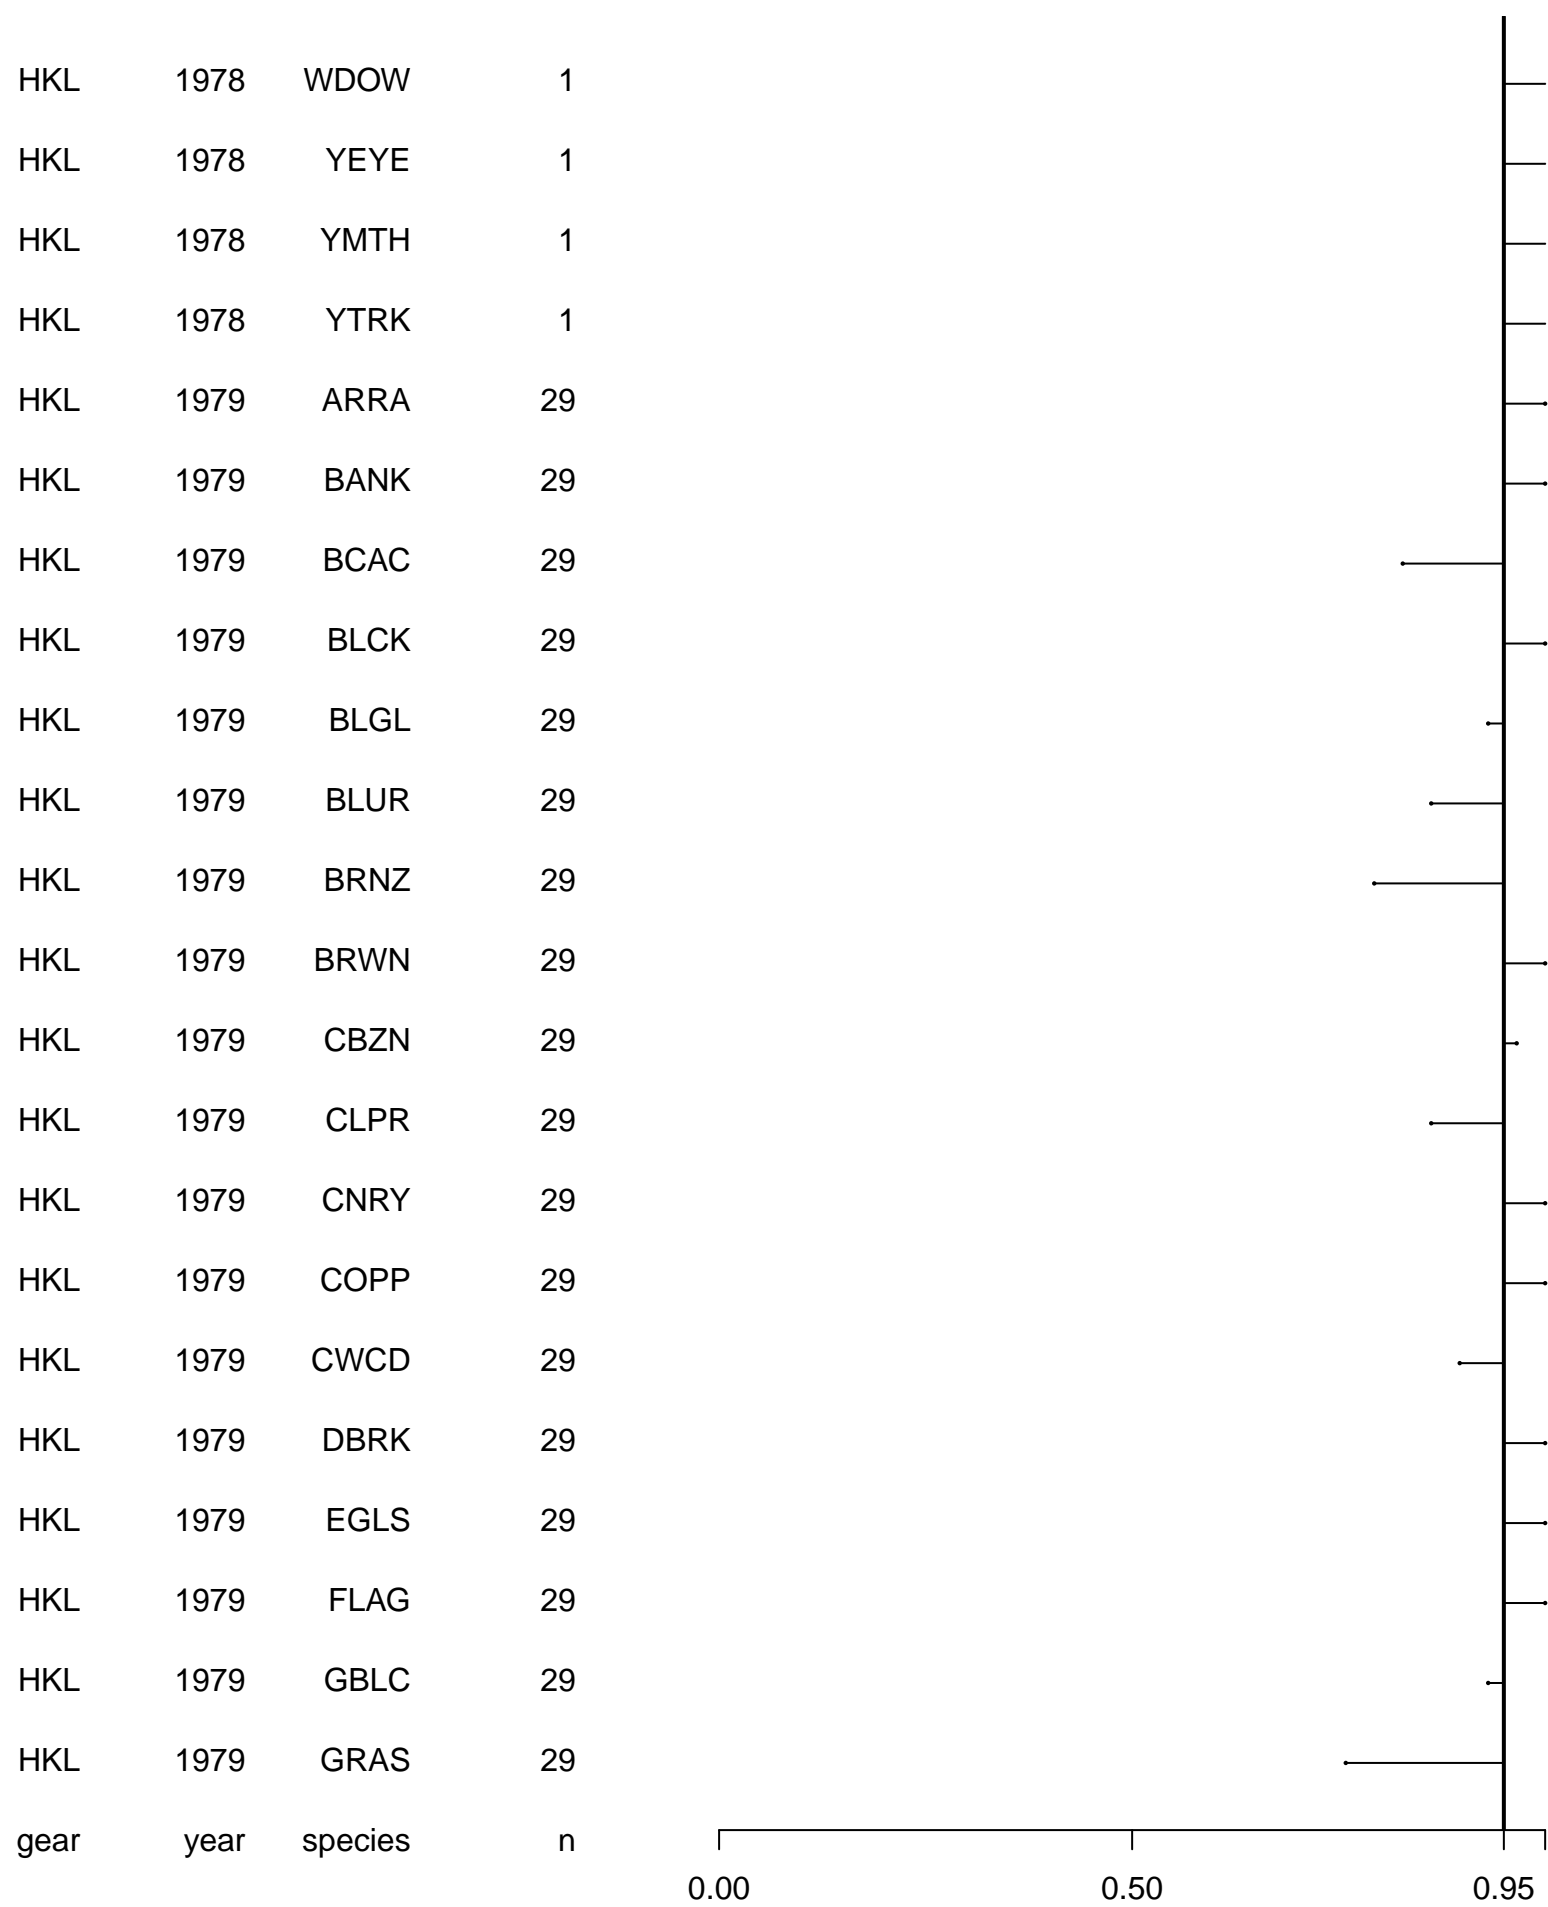 HKL 1978 WDOW 1
HKL 1978 YEYE 1
HKL 1978 YMTH 1
HKL 1978 YTRK 1
HKL 1979 ARRA 29
HKL 1979 BANK 29
HKL 1979 BCAC 29
HKL 1979 BLCK 29
HKL 1979 BLGL 29
HKL 1979 BLUR 29
HKL 1979 BRNZ 29
HKL 1979 BRWN 29
HKL 1979 CBZN 29
HKL 1979 CLPR 29
HKL 1979 CNRY 29
HKL 1979 COPP 29
HKL 1979 CWCD 29
HKL 1979 DBRK 29
HKL 1979 EGLS 29
HKL 1979 FLAG 29
HKL 1979 GBLC 29
HKL 1979 GRAS 29
gear year species n
0.00 0.50 0.95